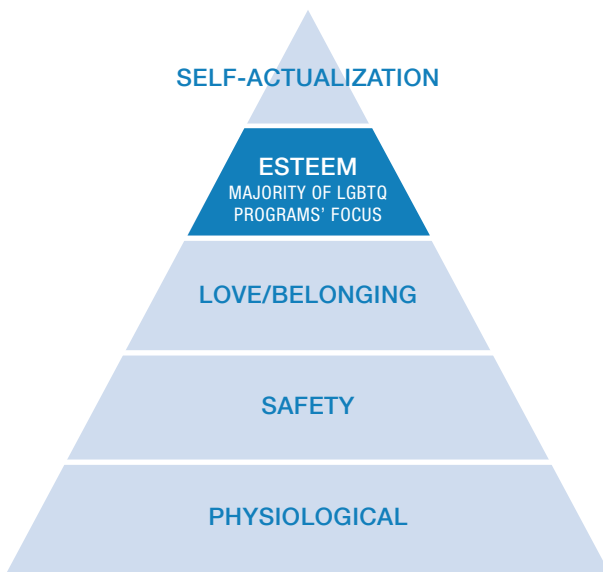 SELF-ACTUALIZATION
ESTEEM
MAJORITY OF LGBTQ
PROGRAMS’ FOCUS
LOVE/BELONGING
SAFETY
PHYSIOLOGICAL